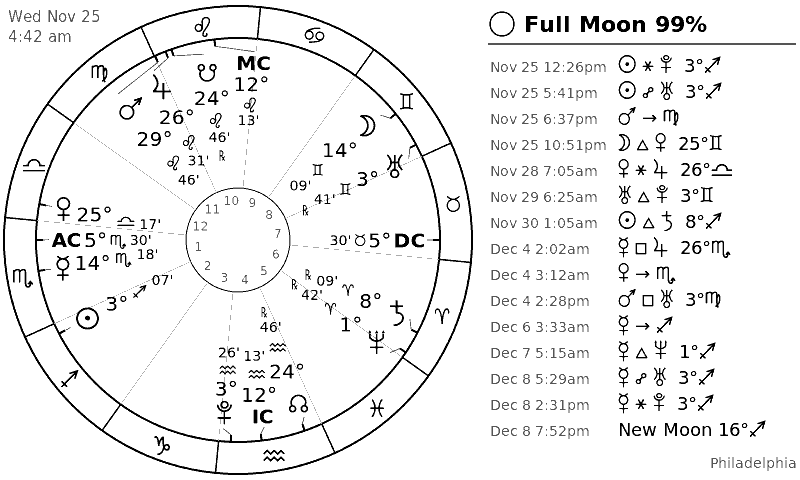 Wed Nov 25
4:42 am
Full Moon 99%
Nov 25 12:26pm ☉ ⚹ ♇ 3°♐
Nov 25 5:41pm ☉ ☍ ♅ 3°♐
Nov 25 6:37pm ♂ → ♍
Nov 25 10:51pm ☽ △ ♀ 25°♊
Nov 28 7:05am ♀ ⚹ ♃ 26°♎
Nov 29 6:25am ♅ △ ♇ 3°♊
Nov 30 1:05am ☉ △ ♄ 8°♐
Dec 4 2:02am ☿ □ ♃ 26°♏
Dec 4 3:12am ♀ → ♏
Dec 4 2:28pm ♂ □ ♅ 3°♍
Dec 6 3:33am ☿ → ♐
Dec 7 5:15am ☿ △ ♆ 1°♐
Dec 8 5:29am ☿ ☍ ♅ 3°♐
Dec 8 2:31pm ☿ ⚹ ♇ 3°♐
Dec 8 7:52pm New Moon 16°♐
Philadelphia
MC
12°
♌
13'
☋
24°
♌
46'
℞
♃
26°
♌
31'
♂
29°
♌
46'
☽
14°
♊
09'
♅
3°
♊
41'
℞
♀ 25° ♎ 17'
AC 5° ♏ 30'
☿ 14° ♏ 18'
☉ 3° ♐ 07'
30' ♉ 5° DC
℞ 09' ♈ 8° ♄
℞ 42' ♈ 1° ♆
℞
46'
♒
24°
☊
26'
♒
3°
♇
13'
♒
12°
IC
10 9 8 7 6 5 4 3 2 1 12 11
♌ ♋ ♊ ♉ ♈ ♓ ♒ ♑ ♐ ♏ ♎ ♍